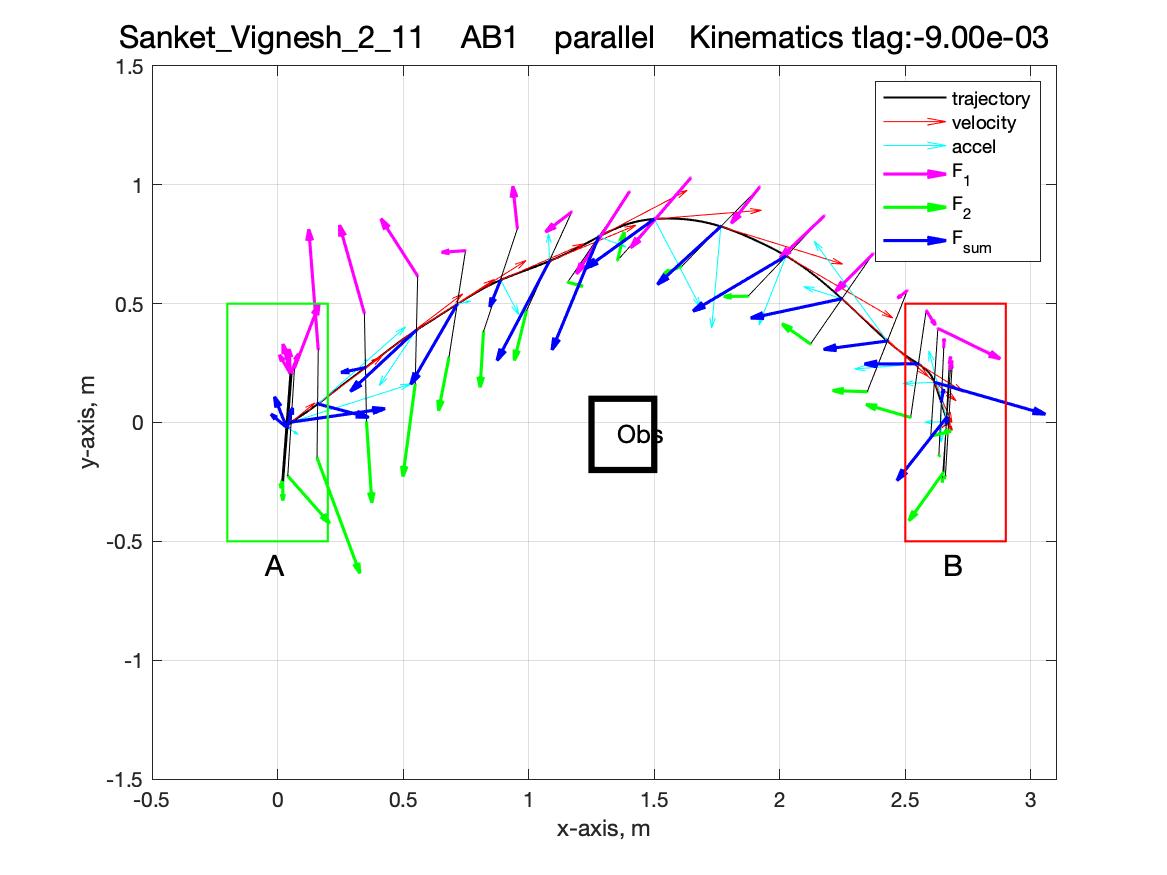 Sanket_Vignesh_2_11 AB1 parallel Kinematics tlag:-9.00e-03
1.5
1
0.5
0
-0.5
-1
-1.5
y-axis, m
-0.5 0 0.5 1 1.5 2 2.5 3
x-axis, m
trajectory
velocity
accel
F1
F2
Fsum
Obs
A
B